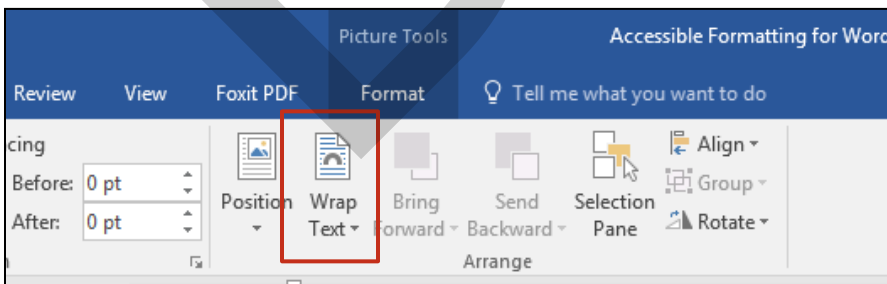 Picture Tools Accessible Formatting for Word
Review View Foxit PDF Format Tell me what you want to do
cing
Before: 0 pt
After: 0 pt
Position
Wrap Text
Bring Forward
Send Backward
Selection Pane
Align
Group
Rotate
Arrange